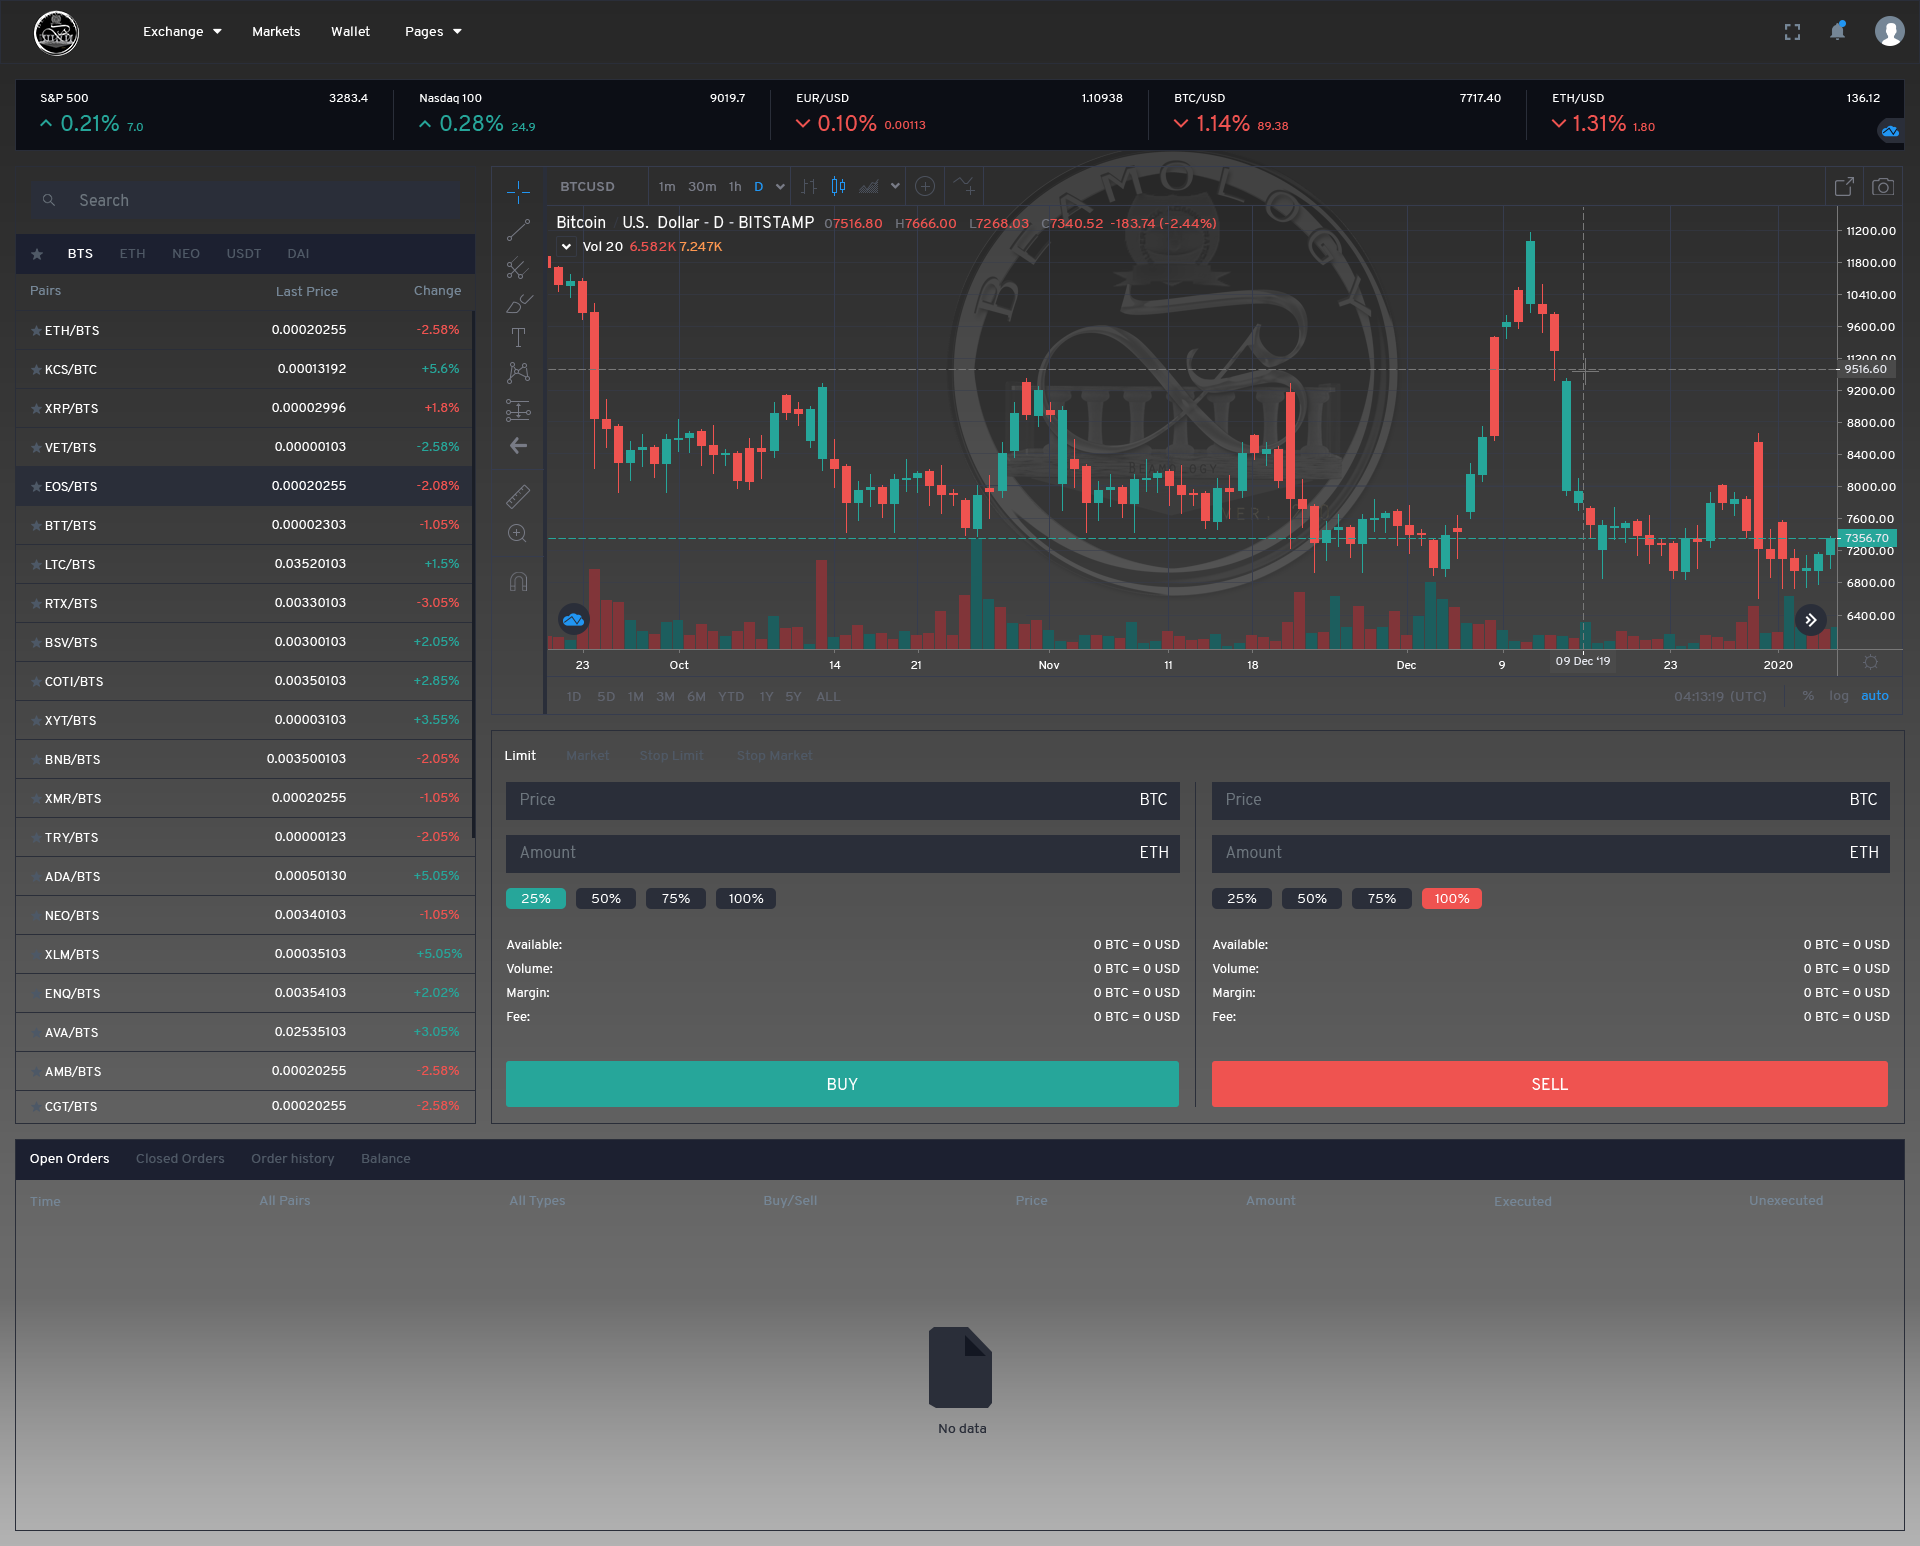 Exchange Markets Wallet Pages
S&P 500 3283.4
0.21% 7.0
Nasdaq 100 9019.7
0.28% 24.9
EUR/USD 1.10938
0.10% 0.00113
BTC/USD 7717.40
1.14% 89.38
ETH/USD 136.12
1.31% 1.80
Search
BTS ETH NEO USDT DAI
Pairs Last Price Change
ETH/BTS 0.00020255 -2.58%
KCS/BTC 0.00013192 +5.6%
XRP/BTS 0.00002996 +1.8%
VET/BTS 0.00000103 -2.58%
EOS/BTS 0.00020255 -2.08%
BTT/BTS 0.00002303 -1.05%
LTC/BTS 0.03520103 +1.5%
RTX/BTS 0.00330103 -3.05%
BSV/BTS 0.00300103 +2.05%
COTI/BTS 0.00350103 +2.85%
XYT/BTS 0.00003103 +3.55%
BNB/BTS 0.003500103 -2.05%
XMR/BTS 0.00020255 -1.05%
TRY/BTS 0.00000123 -2.05%
ADA/BTS 0.00050130 +5.05%
NEO/BTS 0.00340103 -1.05%
XLM/BTS 0.00035103 +5.05%
ENQ/BTS 0.00354103 +2.02%
AVA/BTS 0.02535103 +3.05%
AMB/BTS 0.00020255 -2.58%
CGT/BTS 0.00020255 -2.58%
BTCUSD 1m 30m 1h D
Bitcoin U.S. Dollar - D - BITSTAMP O7516.80 H7666.00 L7268.03 C7340.52 -183.74 (-2.44%)
Vol 20 6.582K 7.247K
BEAMOLOGY
BEAMOLOGY
11200.00
11800.00
10410.00
9600.00
11200.00
9516.60
9200.00
8800.00
8400.00
8000.00
7600.00
7356.70
7200.00
6800.00
6400.00
23 Oct 14 21 Nov 11 18 Dec 9 09 Dec '19 23 2020
1D 5D 1M 3M 6M YTD 1Y 5Y ALL 04:13:19 (UTC) % log auto
Limit Market Stop Limit Stop Market
Price BTC
Amount ETH
25% 50% 75% 100%
Available: 0 BTC = 0 USD
Volume: 0 BTC = 0 USD
Margin: 0 BTC = 0 USD
Fee: 0 BTC = 0 USD
BUY
Price BTC
Amount ETH
25% 50% 75% 100%
Available: 0 BTC = 0 USD
Volume: 0 BTC = 0 USD
Margin: 0 BTC = 0 USD
Fee: 0 BTC = 0 USD
SELL
Open Orders Closed Orders Order history Balance
Time All Pairs All Types Buy/Sell Price Amount Executed Unexecuted
No data